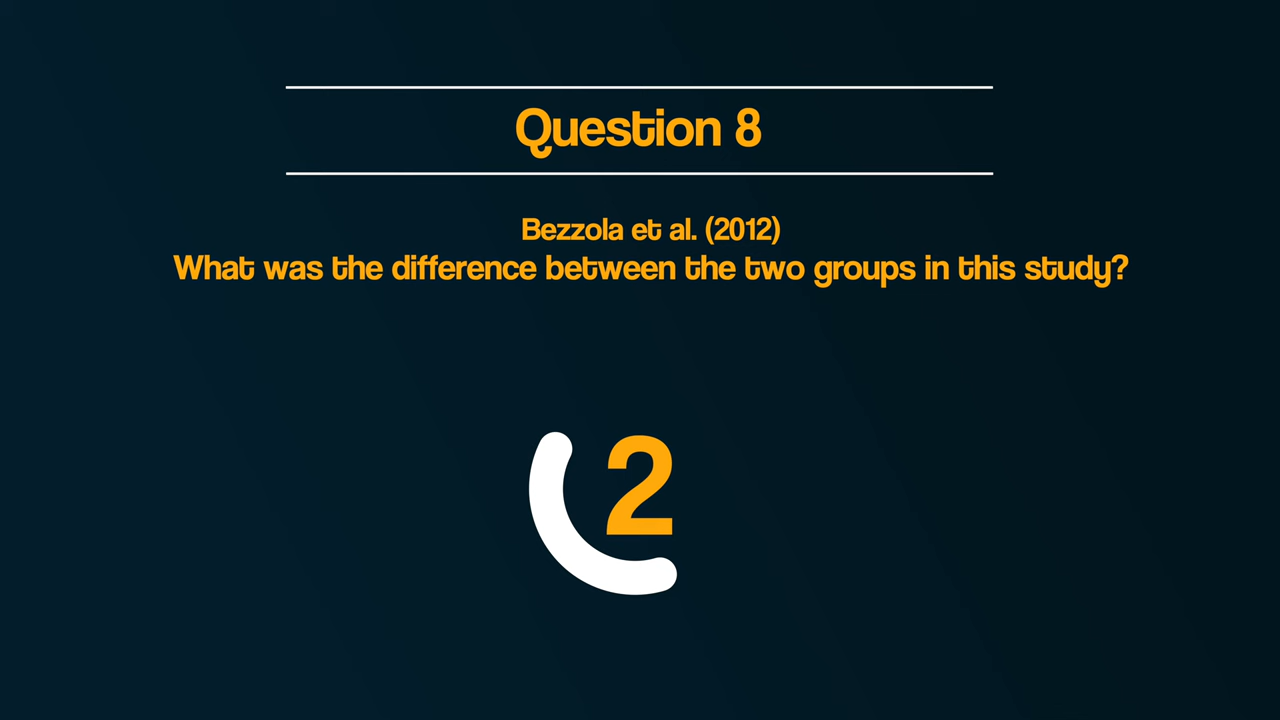 Question 8
Bezzola et al. (2012)
What was the difference between the two groups in this study?
2